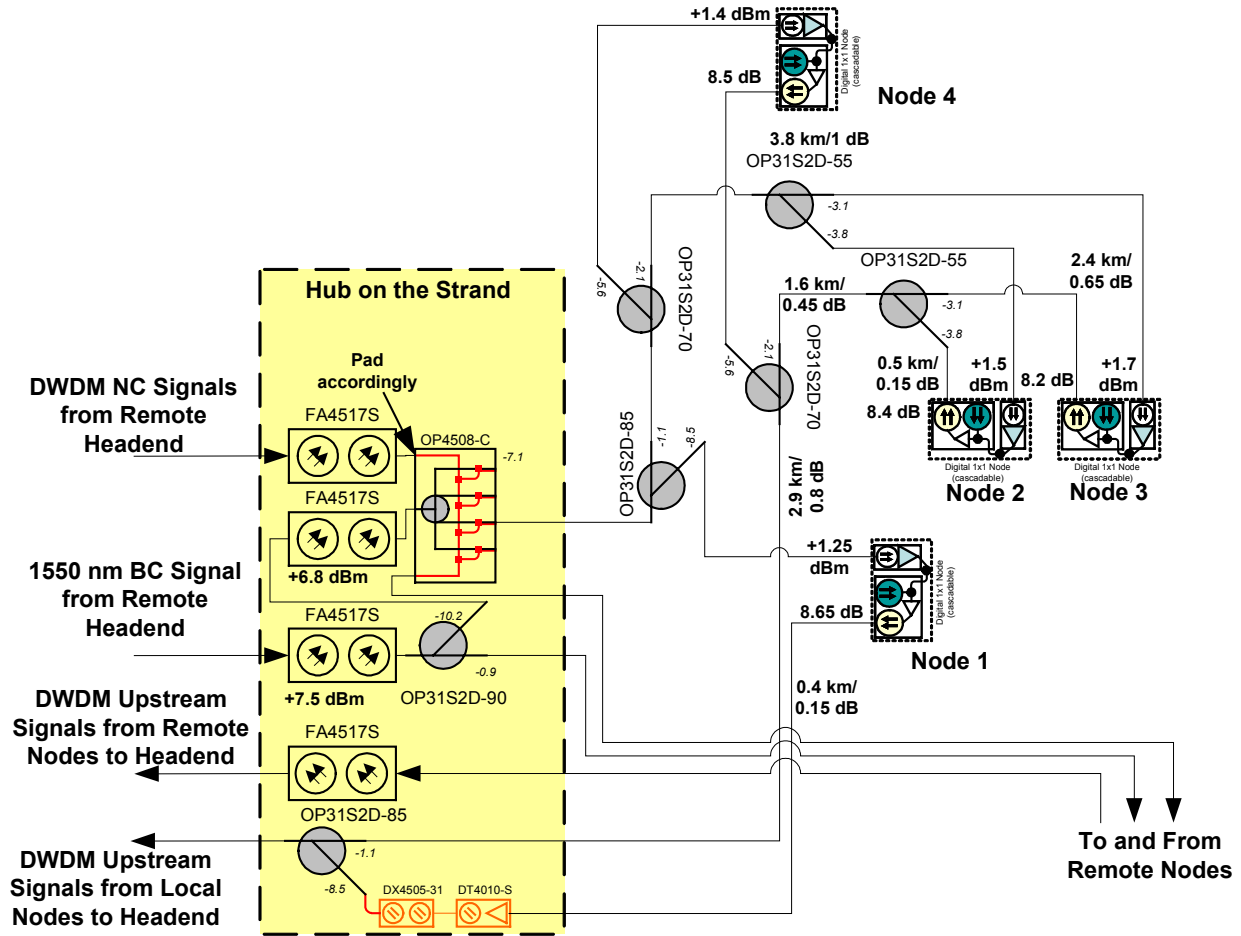 +1.4 dBm
8.5 dB
Digital 1x1 Node
(cascadable)
Node 4
3.8 km/1 dB
OP31S2D-55
-3.1
-3.8
OP31S2D-55
-3.1
-3.8
2.4 km/
0.65 dB
1.6 km/
0.45 dB
-2.1
-5.6
OP31S2D-70
-2.1
-5.6
OP31S2D-70
0.5 km/
0.15 dB
+1.5
dBm
8.2 dB
+1.7
dBm
8.4 dB
Digital 1x1 Node
(cascadable)
Node 2
Digital 1x1 Node
(cascadable)
Node 3
Hub on the Strand
Pad
accordingly
DWDM NC Signals
from Remote
Headend
FA4517S
OP4508-C
-7.1
FA4517S
+6.8 dBm
OP31S2D-85
-1.1
-8.5
2.9 km/
0.8 dB
+1.25
dBm
8.65 dB
Digital 1x1 Node
(cascadable)
Node 1
1550 nm BC Signal
from Remote
Headend
FA4517S
+7.5 dBm
-10.2
-0.9
OP31S2D-90
0.4 km/
0.15 dB
DWDM Upstream
Signals from Remote
Nodes to Headend
FA4517S
OP31S2D-85
-1.1
-8.5
DX4505-31
DT4010-S
DWDM Upstream
Signals from Local
Nodes to Headend
To and From
Remote Nodes